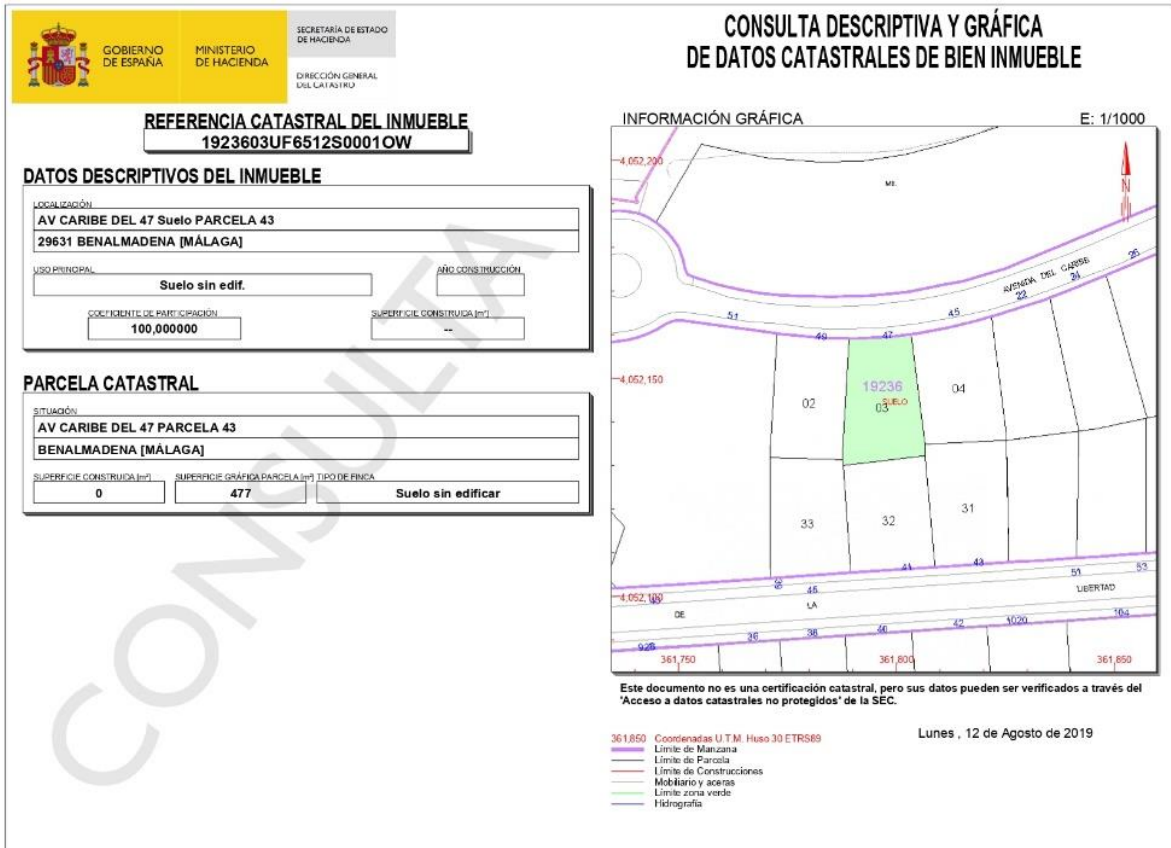 GOBIERNO
DE ESPAÑA
MINISTERIO
DE HACIENDA
SECRETARÍA DE ESTADO
DE HACIENDA
DIRECCIÓN GENERAL
DEL CATASTRO
CONSULTA DESCRIPTIVA Y GRÁFICA
DE DATOS CATASTRALES DE BIEN INMUEBLE
REFERENCIA CATASTRAL DEL INMUEBLE
1923603UF6512S0001OW
DATOS DESCRIPTIVOS DEL INMUEBLE
LOCALIZACIÓN
AV CARIBE DEL 47 Suelo PARCELA 43
29631 BENALMADENA [MÁLAGA]
USO PRINCIPAL
Suelo sin edif.
AÑO CONSTRUCCIÓN
COEFICIENTE DE PARTICIPACIÓN
100,000000
SUPERFICIE CONSTRUIDA [m²]
--
PARCELA CATASTRAL
SITUACIÓN
AV CARIBE DEL 47 PARCELA 43
BENALMADENA [MÁLAGA]
SUPERFICIE CONSTRUIDA [m²]
0
SUPERFICIE GRÁFICA PARCELA [m²]
477
TIPO DE FINCA
Suelo sin edificar
CONSULTA
INFORMACIÓN GRÁFICA
E: 1/1000
4,052,200
N
AVENIDA DEL CARIBE
22
24
26
51
49
47
45
4,052,150
19236
SUELO
02
03
04
33
32
31
41
43
51
53
45
4,052,100
DE
LA
LIBERTAD
36
38
40
42
1020
104
928
361,750
361,800
361,850
Este documento no es una certificación catastral, pero sus datos pueden ser verificados a través del
'Acceso a datos catastrales no protegidos' de la SEC.
Lunes , 12 de Agosto de 2019
361,850 Coordenadas U.T.M. Huso 30 ETRS89
Límite de Manzana
Límite de Parcela
Límite de Construcciones
Mobiliario y aceras
Límite zona verde
Hidrografía